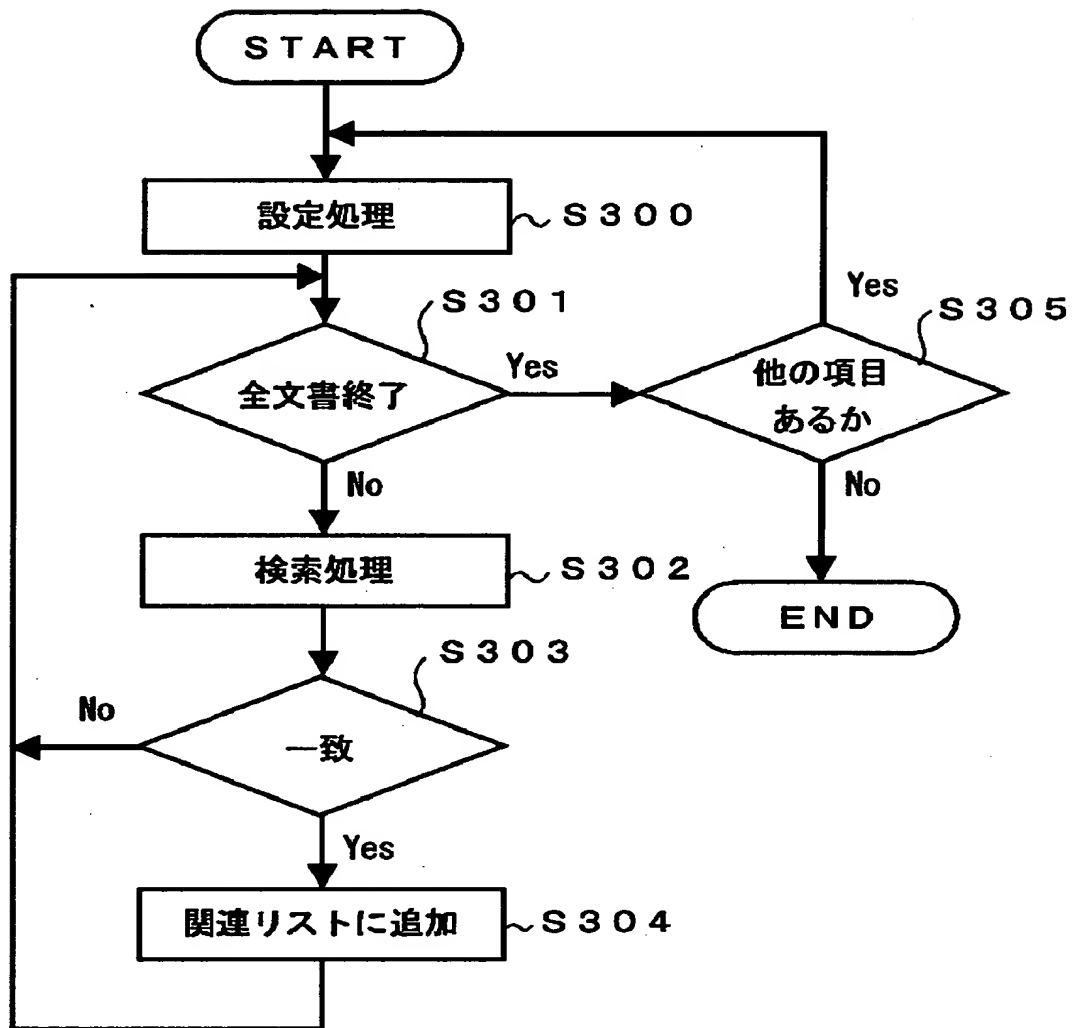 ＳＴＡＲＴ
設定処理
Ｓ３００
Yes
Ｓ３０１
Ｓ３０５
Yes
全文書終了
他の項目
あるか
No
No
検索処理
Ｓ３０２
ＥＮＤ
Ｓ３０３
No
一致
Yes
関連リストに追加
Ｓ３０４